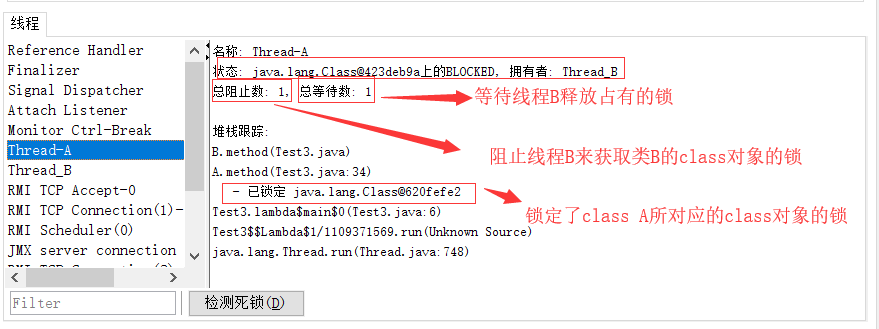 线程
Reference Handler
Finalizer
Signal Dispatcher
Attach Listener
Monitor Ctrl-Break
Thread-A
Thread_B
RMI TCP Accept-0
RMI TCP Connection(1)-
RMI Scheduler(0)
JMX server connection
名称: Thread-A
状态: java.lang.Class@423deb9a上的BLOCKED, 拥有者: Thread_B
总阻止数: 1, 总等待数: 1
等待线程B释放占有的锁
堆栈跟踪:
B.method(Test3.java)
阻止线程B来获取类B的class对象的锁
A.method(Test3.java:34)
- 已锁定 java.lang.Class@620fefe2
锁定了class A所对应的class对象的锁
Test3.lambda$main$0(Test3.java:6)
Test3$$Lambda$1/1109371569.run(Unknown Source)
java.lang.Thread.run(Thread.java:748)
Filter
检测死锁(D)